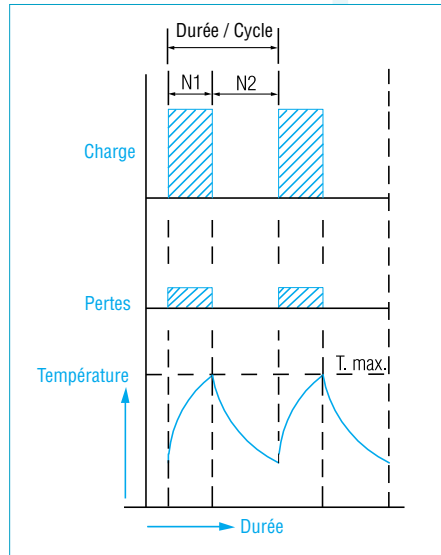 Durée / Cycle
N1 N2
Charge
Pertes
T. max.
Température
Durée